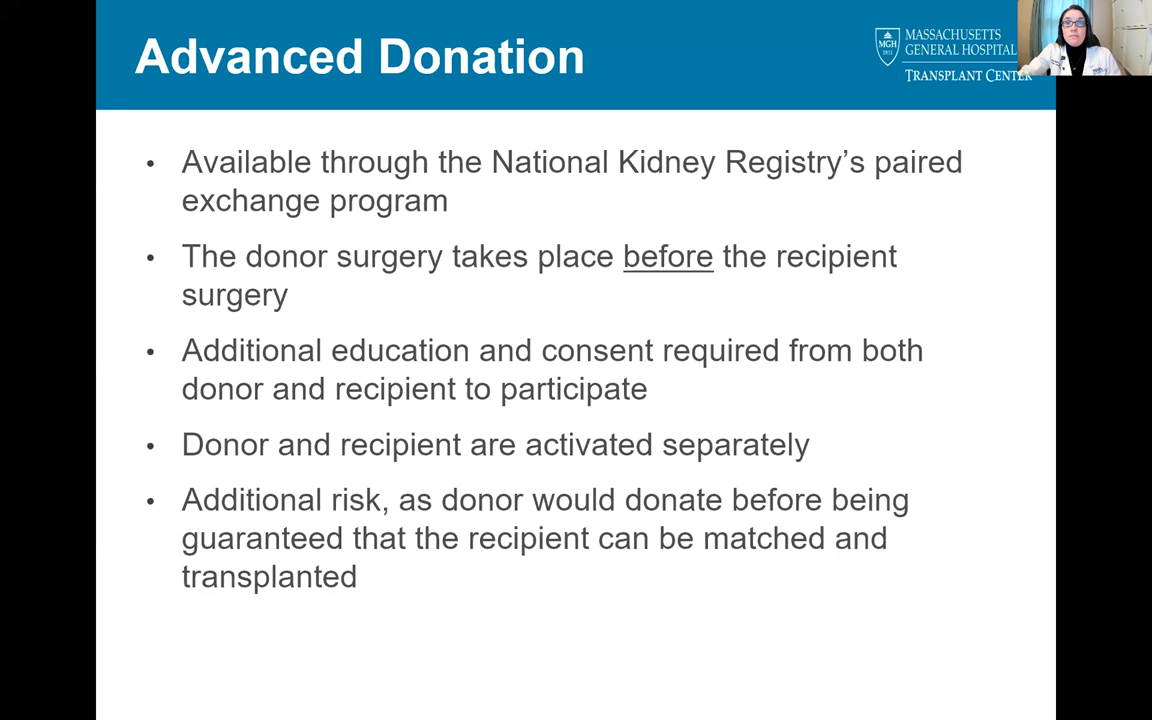 Advanced Donation
MGH
1811
MASSACHUSETTS
GENERAL HOSPITAL
TRANSPLANT CENTER
• Available through the National Kidney Registry’s paired
exchange program
• The donor surgery takes place before the recipient
surgery
• Additional education and consent required from both
donor and recipient to participate
• Donor and recipient are activated separately
• Additional risk, as donor would donate before being
guaranteed that the recipient can be matched and
transplanted